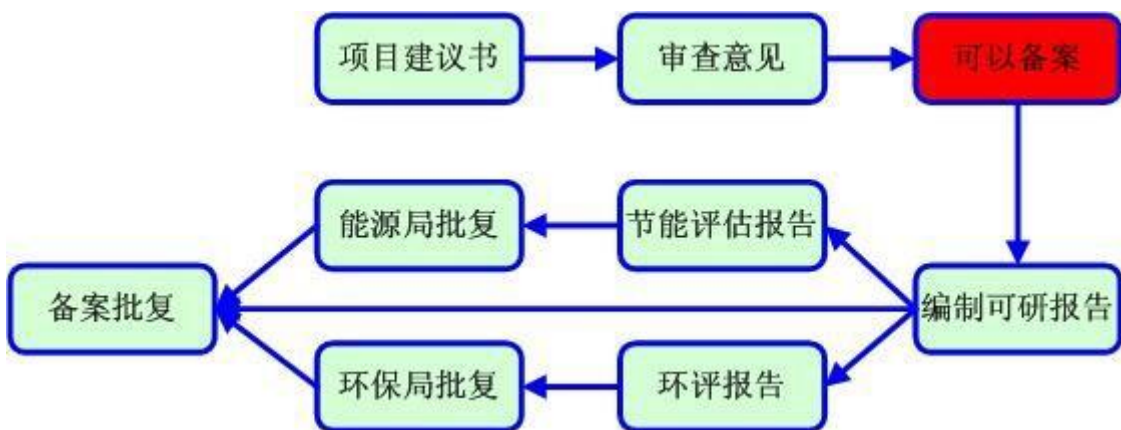 项目建议书
审查意见
可以备案
能源局批复
节能评估报告
备案批复
编制可研报告
环保局批复
环评报告